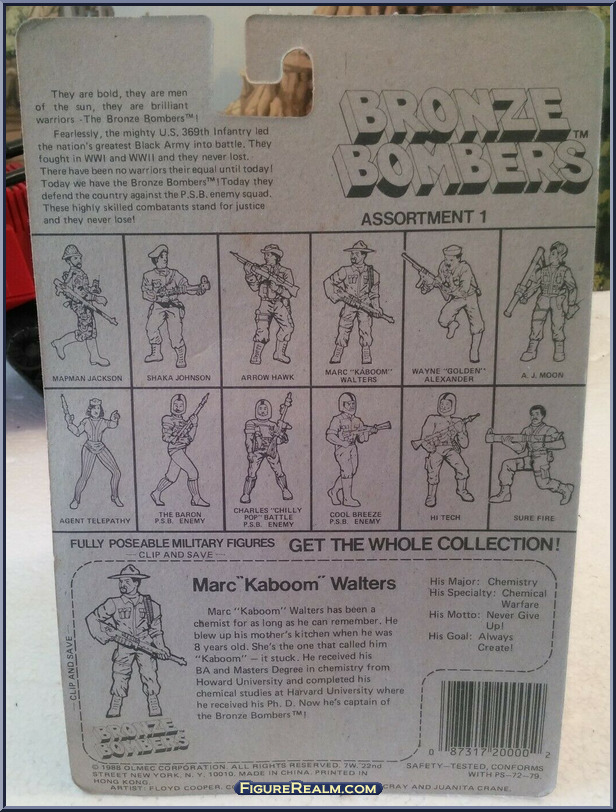 They are bold, they are men
of the sun, they are brilliant
warriors - The Bronze Bombers™!
Fearlessly, the mighty U.S. 369th Infantry led
the nation's greatest Black Army into battle. They
fought in WWI and WWII and they never lost.
There have been no warriors their equal until today!
Today we have the Bronze Bombers™! Today they
defend the country against the P.S.B. enemy squad.
These highly skilled combatants stand for justice
and they never lose!
BRONZE
BOMBERS™
ASSORTMENT 1
MAPMAN JACKSON
SHAKA JOHNSON
ARROW HAWK
MARC "KABOOM"
WALTERS
WAYNE "GOLDEN"
ALEXANDER
A. J. MOON
AGENT TELEPATHY
THE BARON
P.S.B. ENEMY
CHARLES "CHILLY
POP" BATTLE
P.S.B. ENEMY
COOL BREEZE
P.S.B. ENEMY
HI TECH
SURE FIRE
FULLY POSEABLE MILITARY FIGURES
GET THE WHOLE COLLECTION!
CLIP AND SAVE
CLIP AND SAVE
Marc "Kaboom" Walters
Marc "Kaboom" Walters has been a
chemist for as long as he can remember. He
blew up his mother's kitchen when he was
8 years old. She's the one that called him
"Kaboom" — it stuck. He received his
BA and Masters Degree in chemistry from
Howard University and completed his
chemical studies at Harvard University where
he received his Ph. D. Now he's captain of
the Bronze Bombers™!
His Major: Chemistry
His Specialty: Chemical
Warfare
His Motto: Never Give
Up!
His Goal: Always
Create!
BRONZE
BOMBERS
0 87317 20000 2
SAFETY-TESTED, CONFORMS
WITH PS-72-79.
© 1988 OLMEC CORPORATION. ALL RIGHTS RESERVED. 7W. 22nd
STREET NEW YORK, N. Y. 10010. MADE IN CHINA. PRINTED IN
HONG KONG.
ARTIST: FLOYD COOPER. CRAY AND JUANITA CRANE.
FIGUREREALM.COM